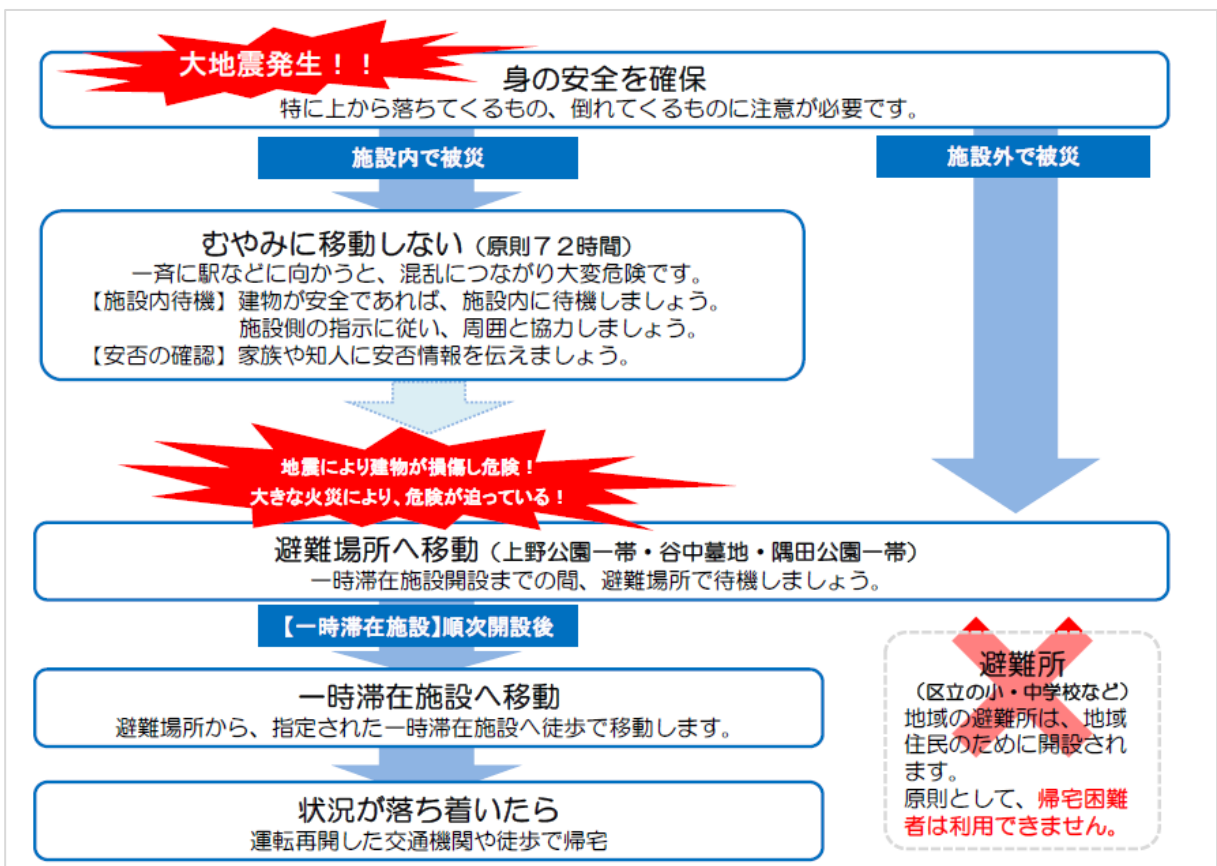 大地震発生!!
身の安全を確保
特に上から落ちてくるもの、倒れてくるものに注意が必要です。
施設内で被災
施設外で被災
むやみに移動しない(原則72時間)
一斉に駅などに向かうと、混乱につながり大変危険です。
【施設内待機】建物が安全であれば、施設内に待機しましょう。
施設側の指示に従い、周囲と協力しましょう。
【安否の確認】家族や知人に安否情報を伝えましょう。
地震により建物が損傷し危険!
大きな火災により、危険が迫っている!
避難場所へ移動(上野公園一帯・谷中墓地・隅田公園一帯)
一時滞在施設開設までの間、避難場所で待機しましょう。
【一時滞在施設】順次開設後
一時滞在施設へ移動
避難場所から、指定された一時滞在施設へ徒歩で移動します。
状況が落ち着いたら
運転再開した交通機関や徒歩で帰宅
避難所
(区立の小・中学校など)
地域の避難所は、地域
住民のために開設され
ます。
原則として、帰宅困難
者は利用できません。